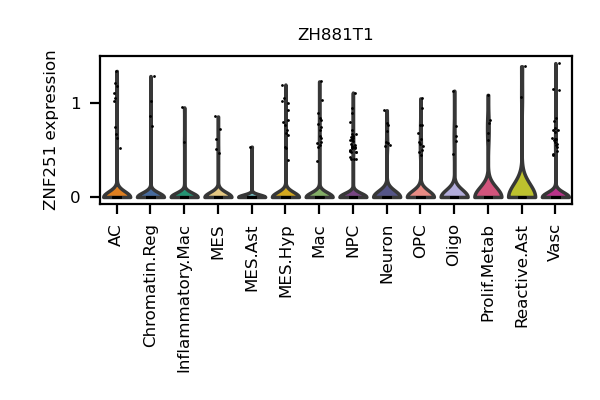 ZH881T1
ZNF251 expression
1
0
AC
Chromatin.Reg
Inflammatory.Mac
MES
MES.Ast
MES.Hyp
Mac
NPC
Neuron
OPC
Oligo
Prolif.Metab
Reactive.Ast
Vasc